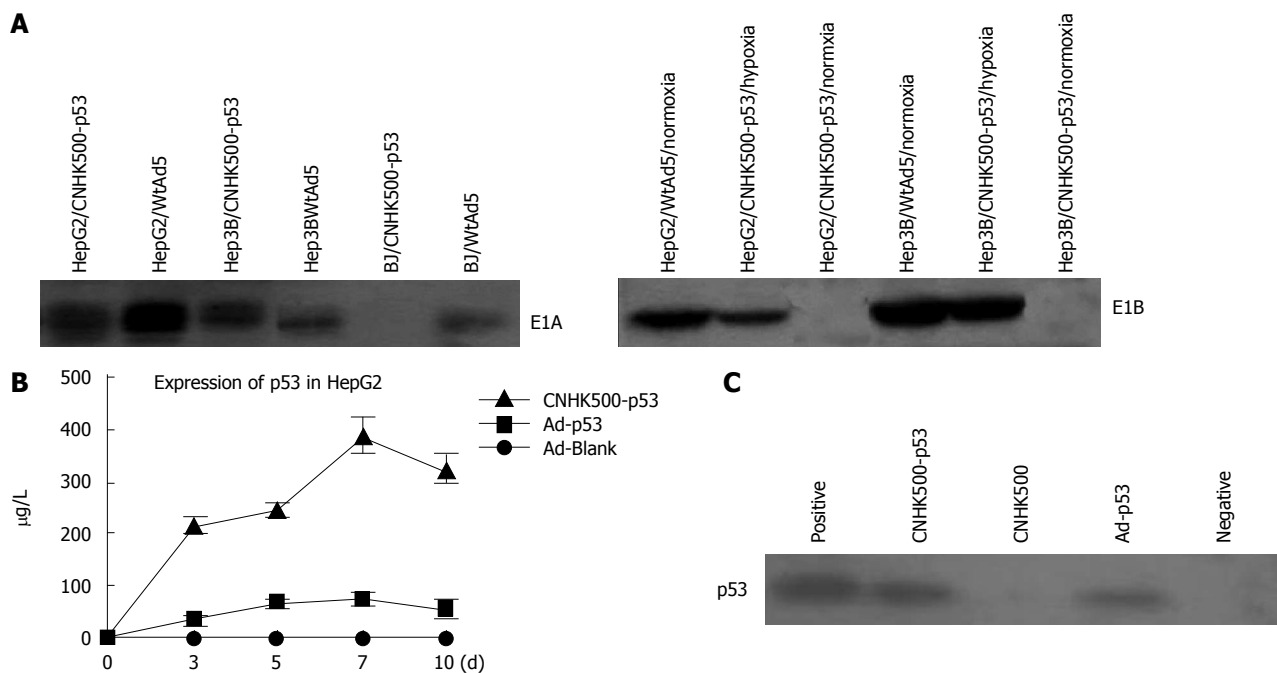 A
HepG2/CNHK500-p53
HepG2/WtAd5
Hep3B/CNHK500-p53
Hep3BWtAd5
BJ/CNHK500-p53
BJ/WtAd5
E1A
HepG2/WtAd5/normoxia
HepG2/CNHK500-p53/hypoxia
HepG2/CNHK500-p53/normoxia
Hep3B/WtAd5/normoxia
Hep3B/CNHK500-p53/hypoxia
Hep3B/CNHK500-p53/normoxia
E1B
B
Expression of p53 in HepG2
500
400
300
200
100
0
μg/L
0 3 5 7 10 (d)
CNHK500-p53
Ad-p53
Ad-Blank
C
Positive
CNHK500-p53
CNHK500
Ad-p53
Negative
p53